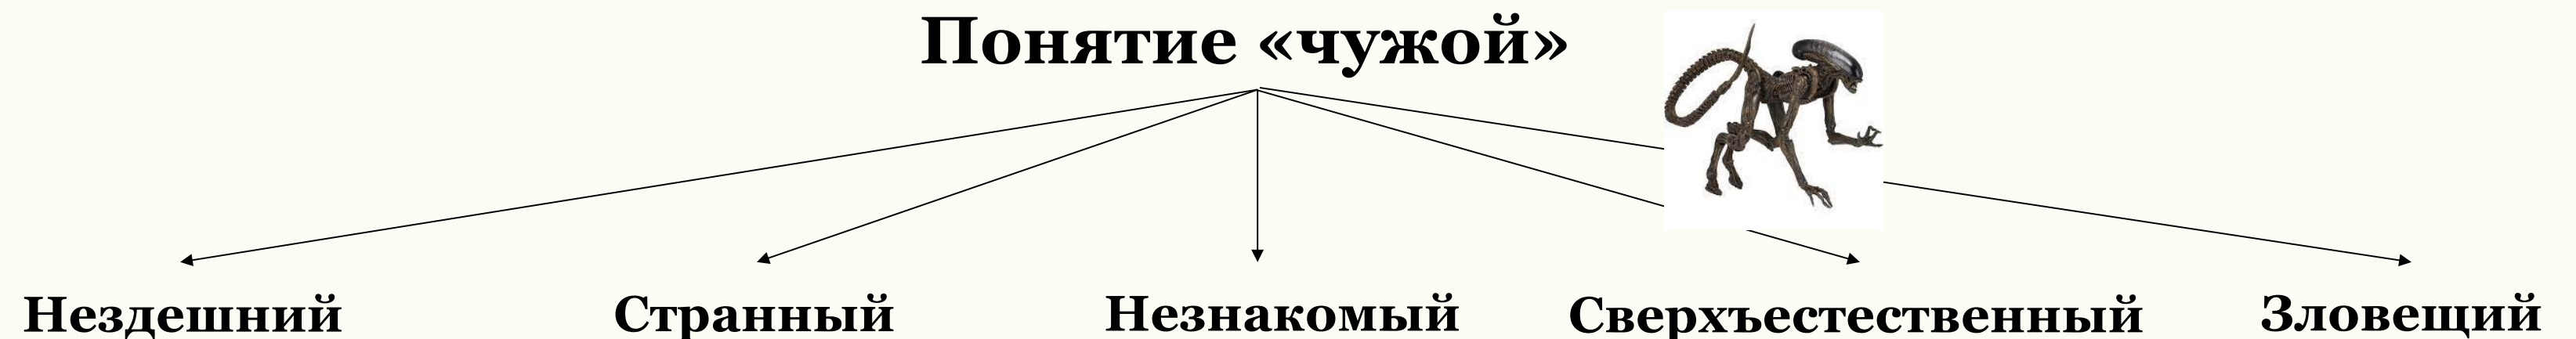 Понятие «чужой»
Нездешний Странный Незнакомый Сверхъестественный Зловещий